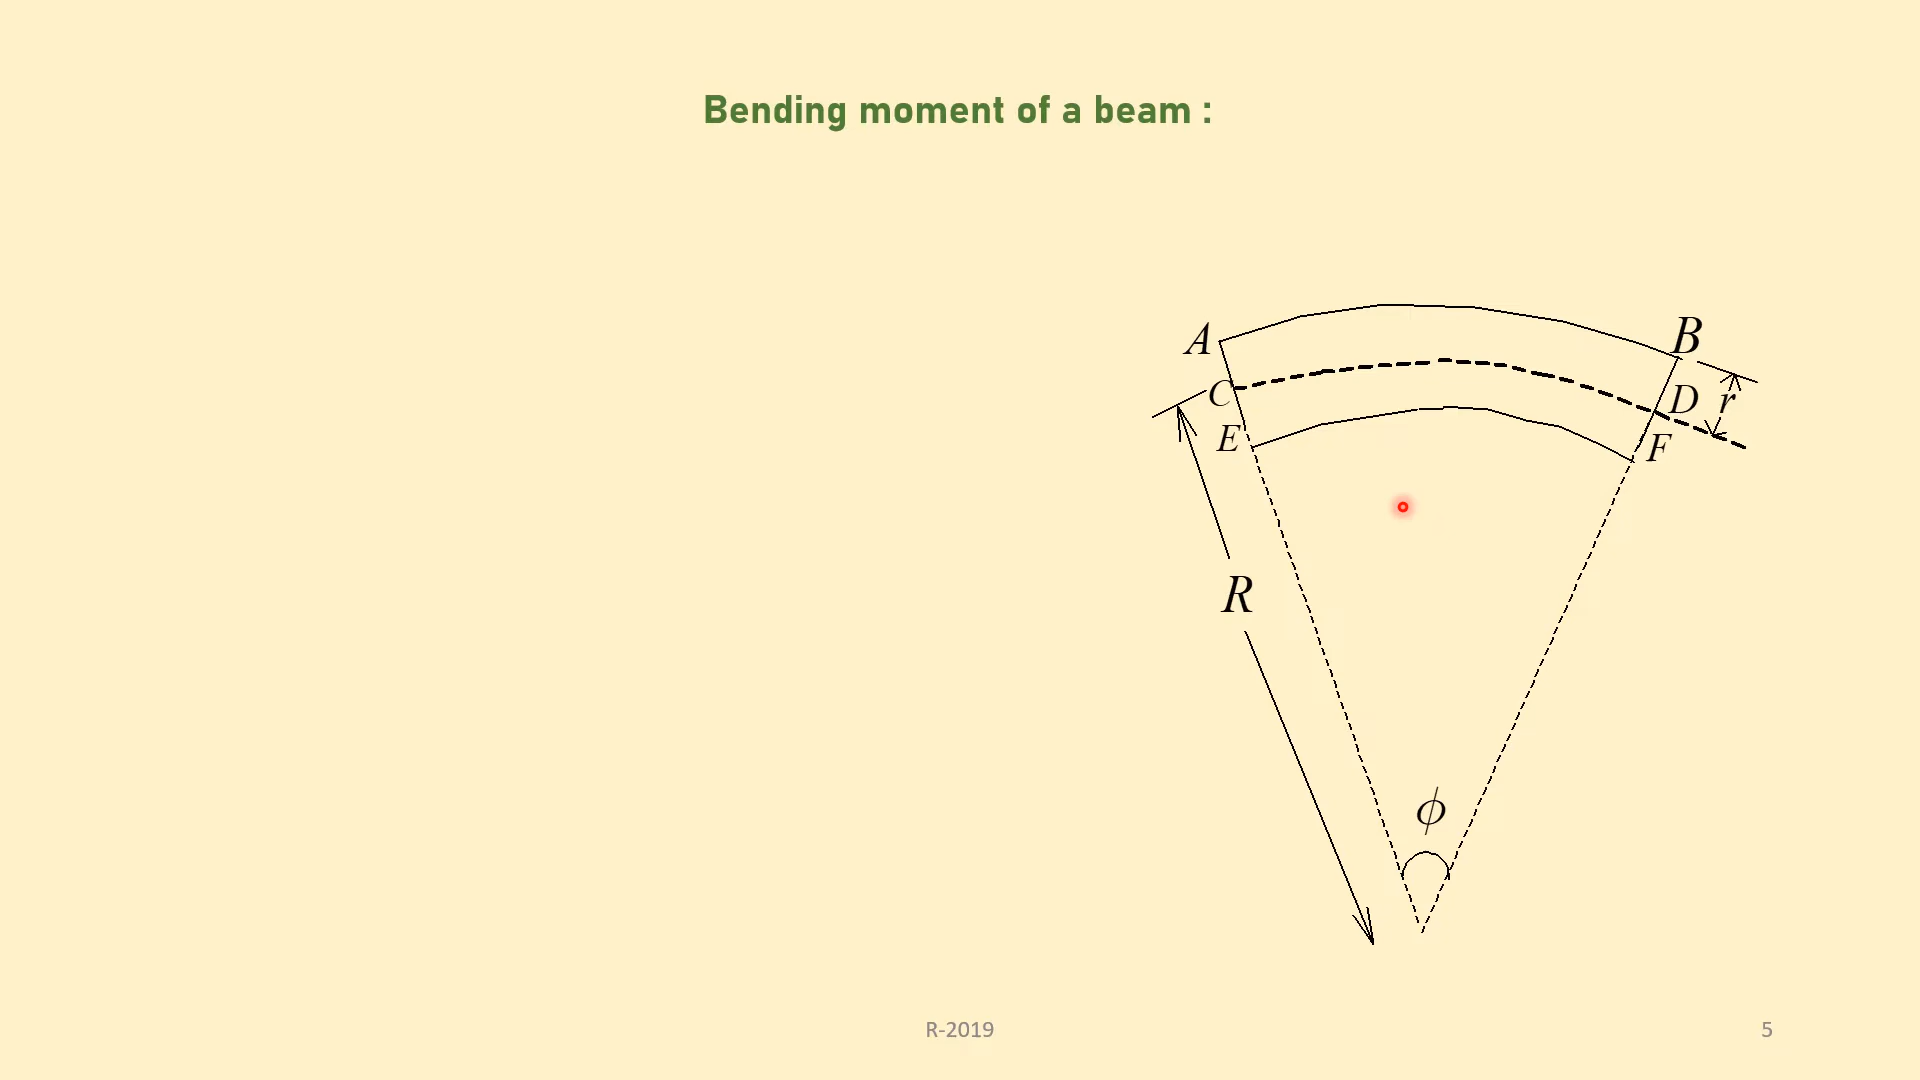 Bending moment of a beam :
A
B
C
D
r
E
F
R
ϕ
R-2019
5